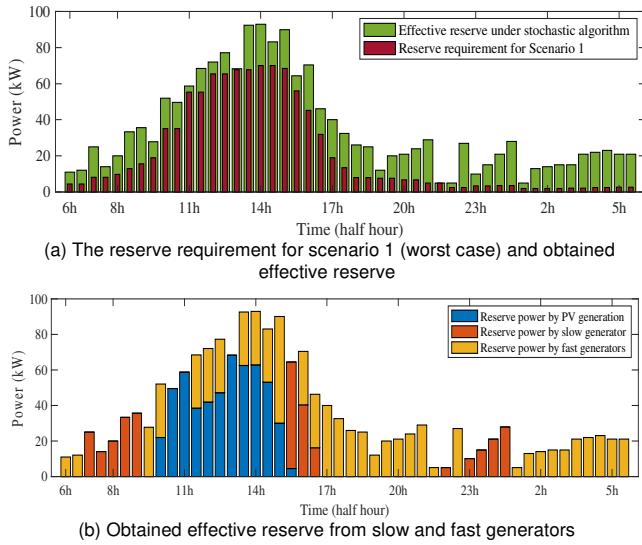 (a)
100
80
60
40
20
0
Power (kW)
Effective reserve under stochastic algorithm
Reserve requirement for Scenario 1
6h 8h 11h 14h 17h 20h 23h 2h 5h
Time (half hour)
(a) The reserve requirement for scenario 1 (worst case) and obtained
effective reserve
(b)
100
80
60
40
20
0
Power (kW)
Reserve power by PV generation
Reserve power by slow generator
Reserve power by fast generators
6h 8h 11h 14h 17h 20h 23h 2h 5h
Time (half hour)
(b) Obtained effective reserve from slow and fast generators